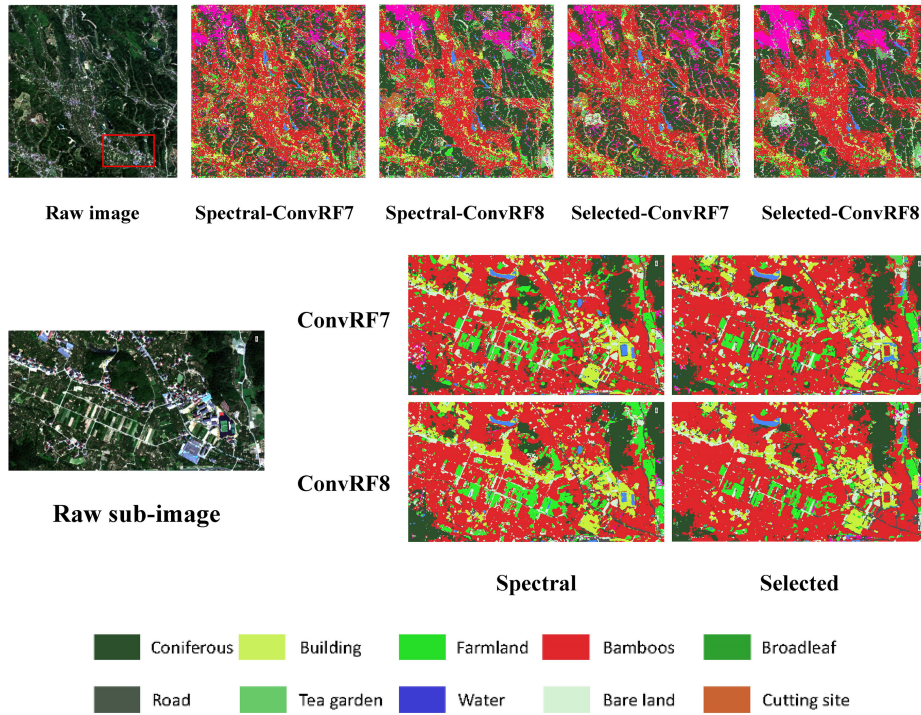 Raw image Spectral-ConvRF7 Spectral-ConvRF8 Selected-ConvRF7 Selected-ConvRF8
ConvRF7
ConvRF8
Raw sub-image
Spectral Selected
Coniferous Building Farmland Bamboos Broadleaf
Road Tea garden Water Bare land Cutting site